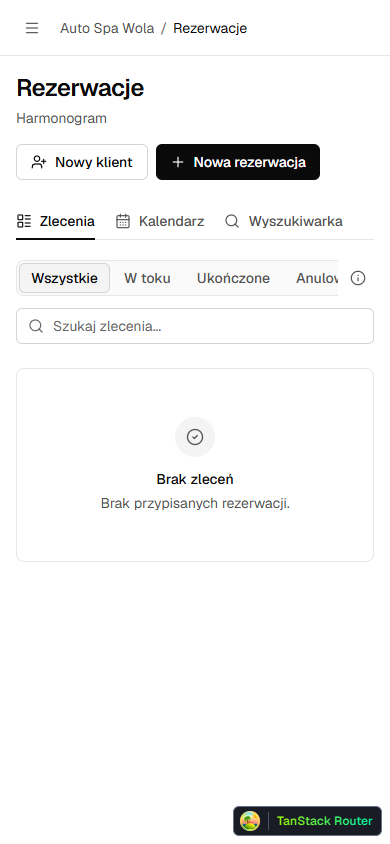 Auto Spa Wola / Rezerwacje
Rezerwacje
Harmonogram
Nowy klient
Nowa rezerwacja
Zlecenia Kalendarz Wyszukiwarka
Wszystkie W toku Ukończone Anulow
Szukaj zlecenia...
Brak zleceń
Brak przypisanych rezerwacji.
TanStack Router